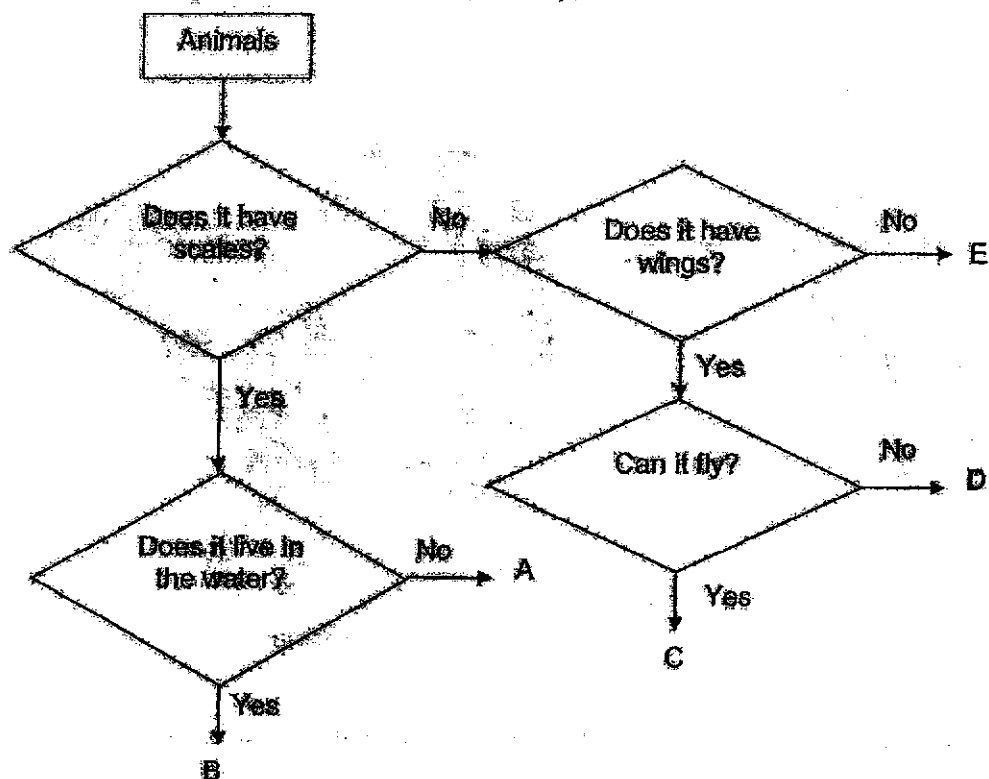 Animals
Does it have
scales?
No
Does it have
wings?
No
E
Yes
Yes
Can it fly?
No
D
Does it live in
the water?
No
A
Yes
C
Yes
B